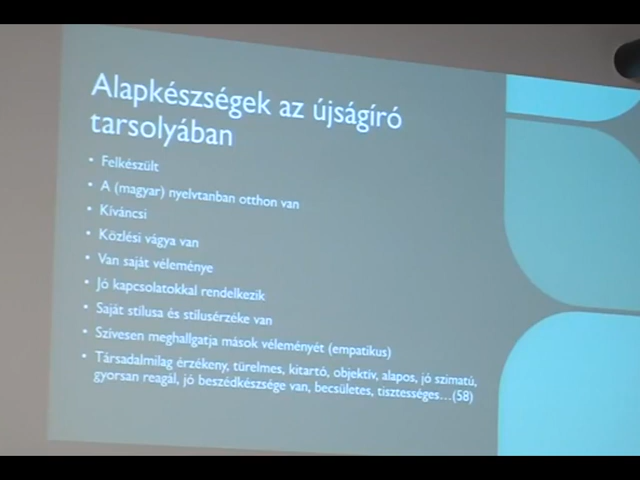 Alapkészségek az újságíró
tarsolyában
• Felkészült
• A (magyar) nyelvtanban otthon van
• Kíváncsi
• Közlési vágya van
• Van saját véleménye
• Jó kapcsolatokkal rendelkezik
• Saját stílusa és stílusérzéke van
• Szívesen meghallgatja mások véleményét (empatikus)
• Társadalmilag érzékeny, türelmes, kitartó, objektív, alapos, jó szimatú,
gyorsan reagál, jó beszédkészsége van, becsületes, tisztességes…(58)